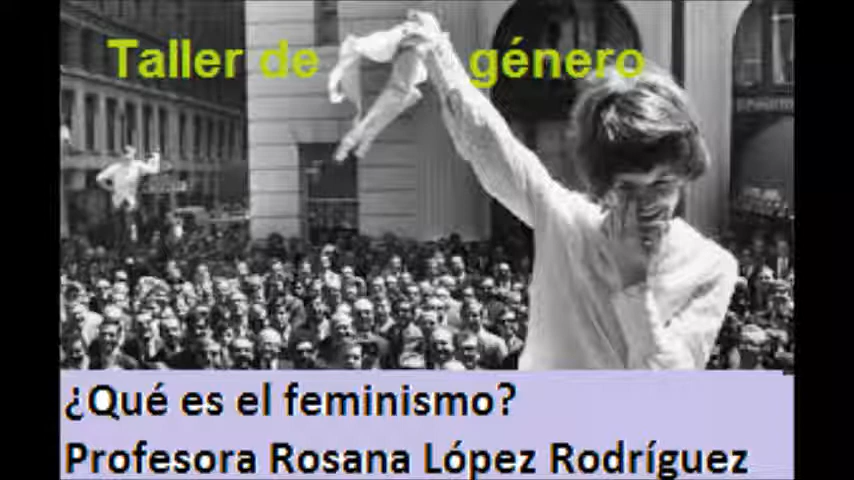 Taller de género
¿Qué es el feminismo?
Profesora Rosana López Rodríguez